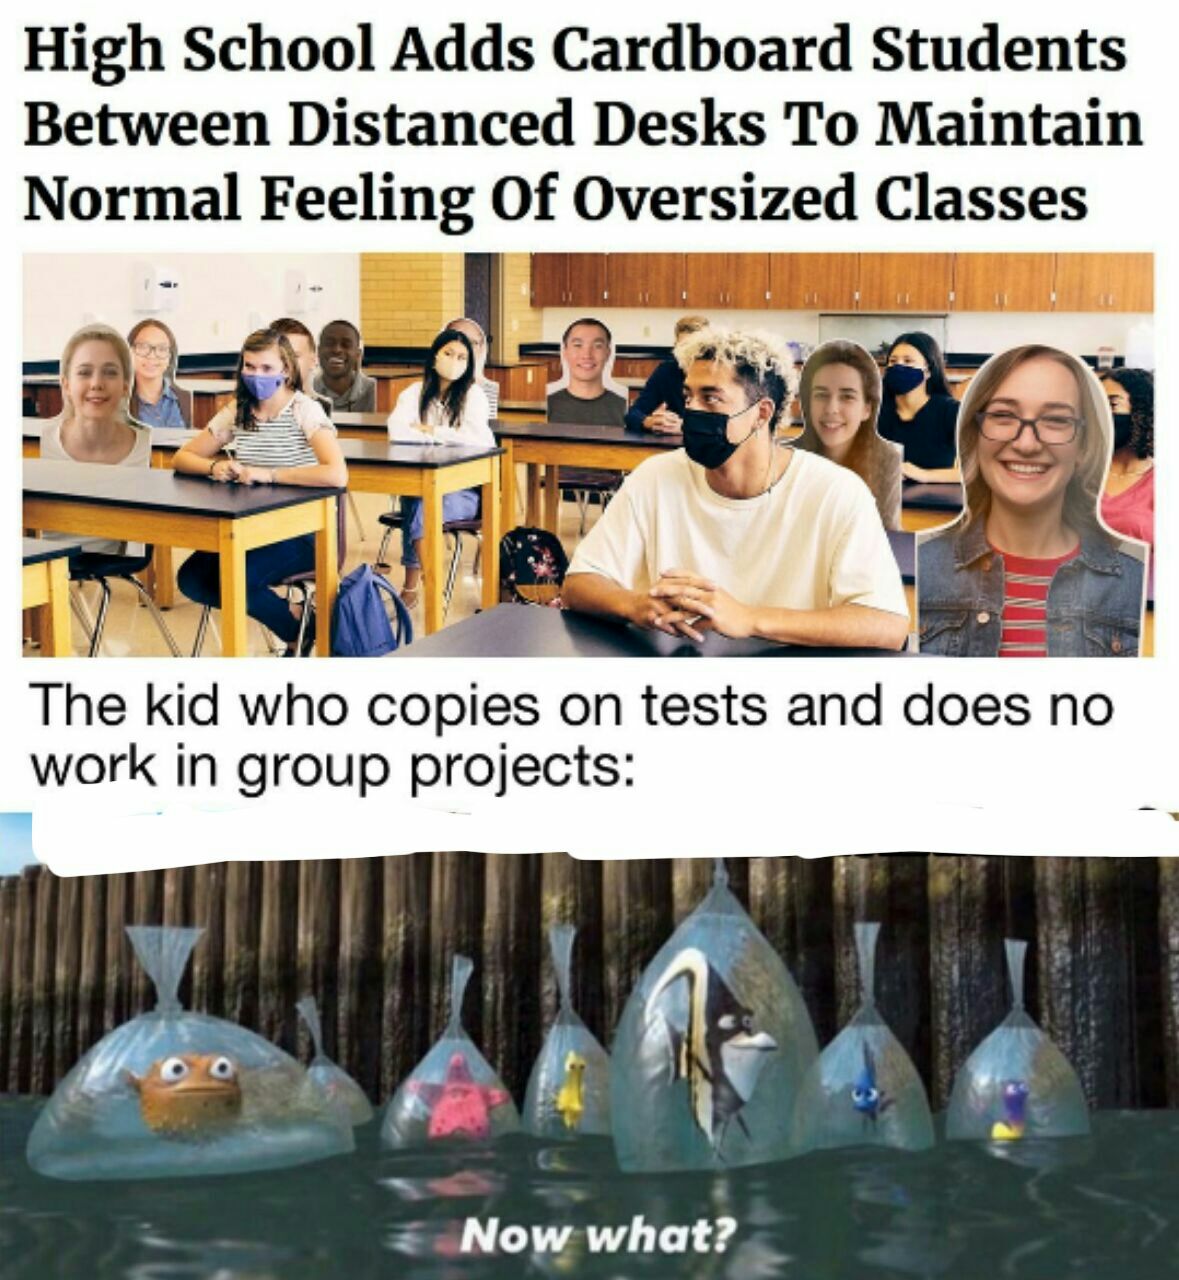 High School Adds Cardboard Students
Between Distanced Desks To Maintain
Normal Feeling Of Oversized Classes
The kid who copies on tests and does no
work in group projects:
Now what?